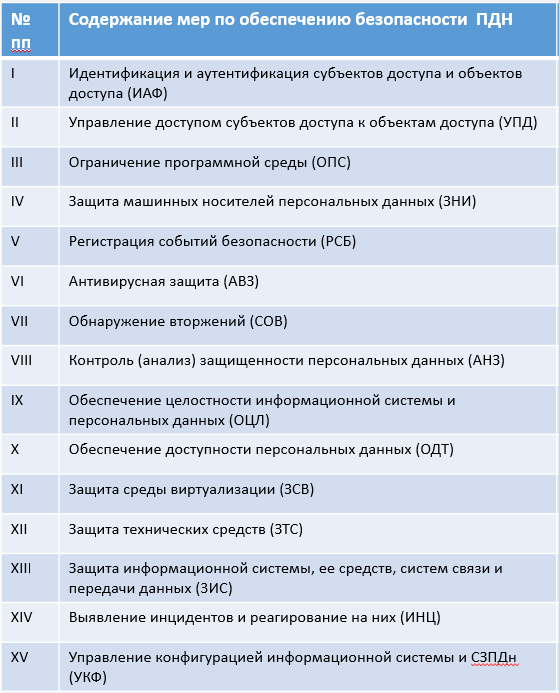 № Содержание мер по обеспечению безопасности ПДН
пп
I Идентификация и аутентификация субъектов доступа и объектов
доступа (ИАФ)
II Управление доступом субъектов доступа к объектам доступа (УПД)
III Ограничение программной среды (ОПС)
IV Защита машинных носителей персональных данных (ЗНИ)
V Регистрация событий безопасности (РСБ)
VI Антивирусная защита (АВЗ)
VII Обнаружение вторжений (СОВ)
VIII Контроль (анализ) защищенности персональных данных (АНЗ)
IX Обеспечение целостности информационной системы и
персональных данных (ОЦЛ)
X Обеспечение доступности персональных данных (ОДТ)
XI Защита среды виртуализации (ЗСВ)
XII Защита технических средств (ЗТС)
XIII Защита информационной системы, ее средств, систем связи и
передачи данных (ЗИС)
XIV Выявление инцидентов и реагирование на них (ИНЦ)
XV Управление конфигурацией информационной системы и СЗПДн
(УКФ)